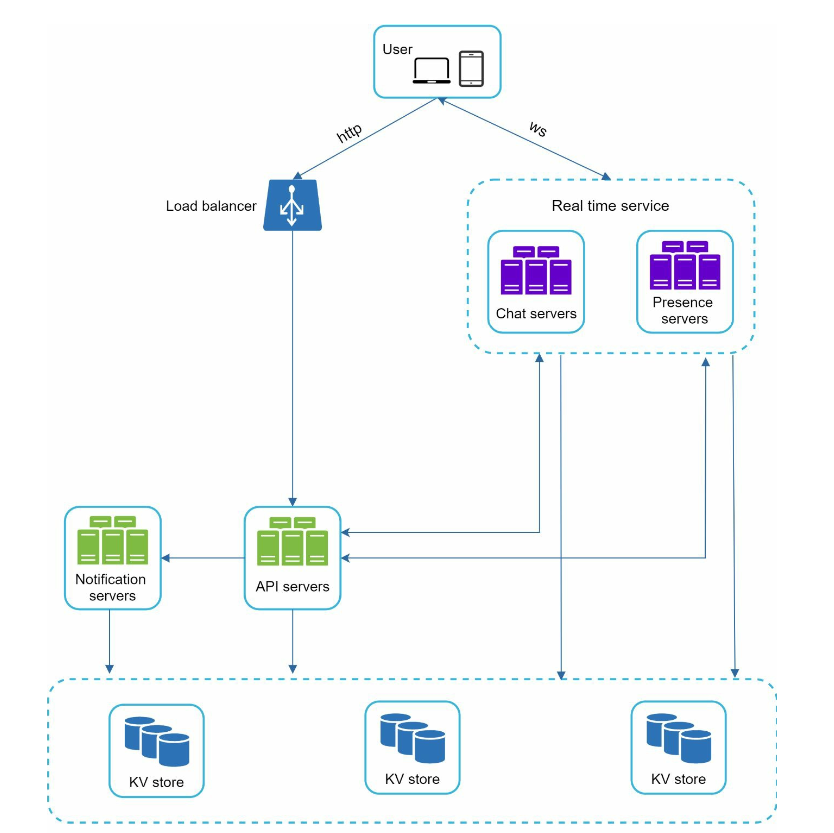 User
http
ws
Load balancer
Real time service
Chat servers
Presence
servers
Notification
servers
API servers
KV store
KV store
KV store